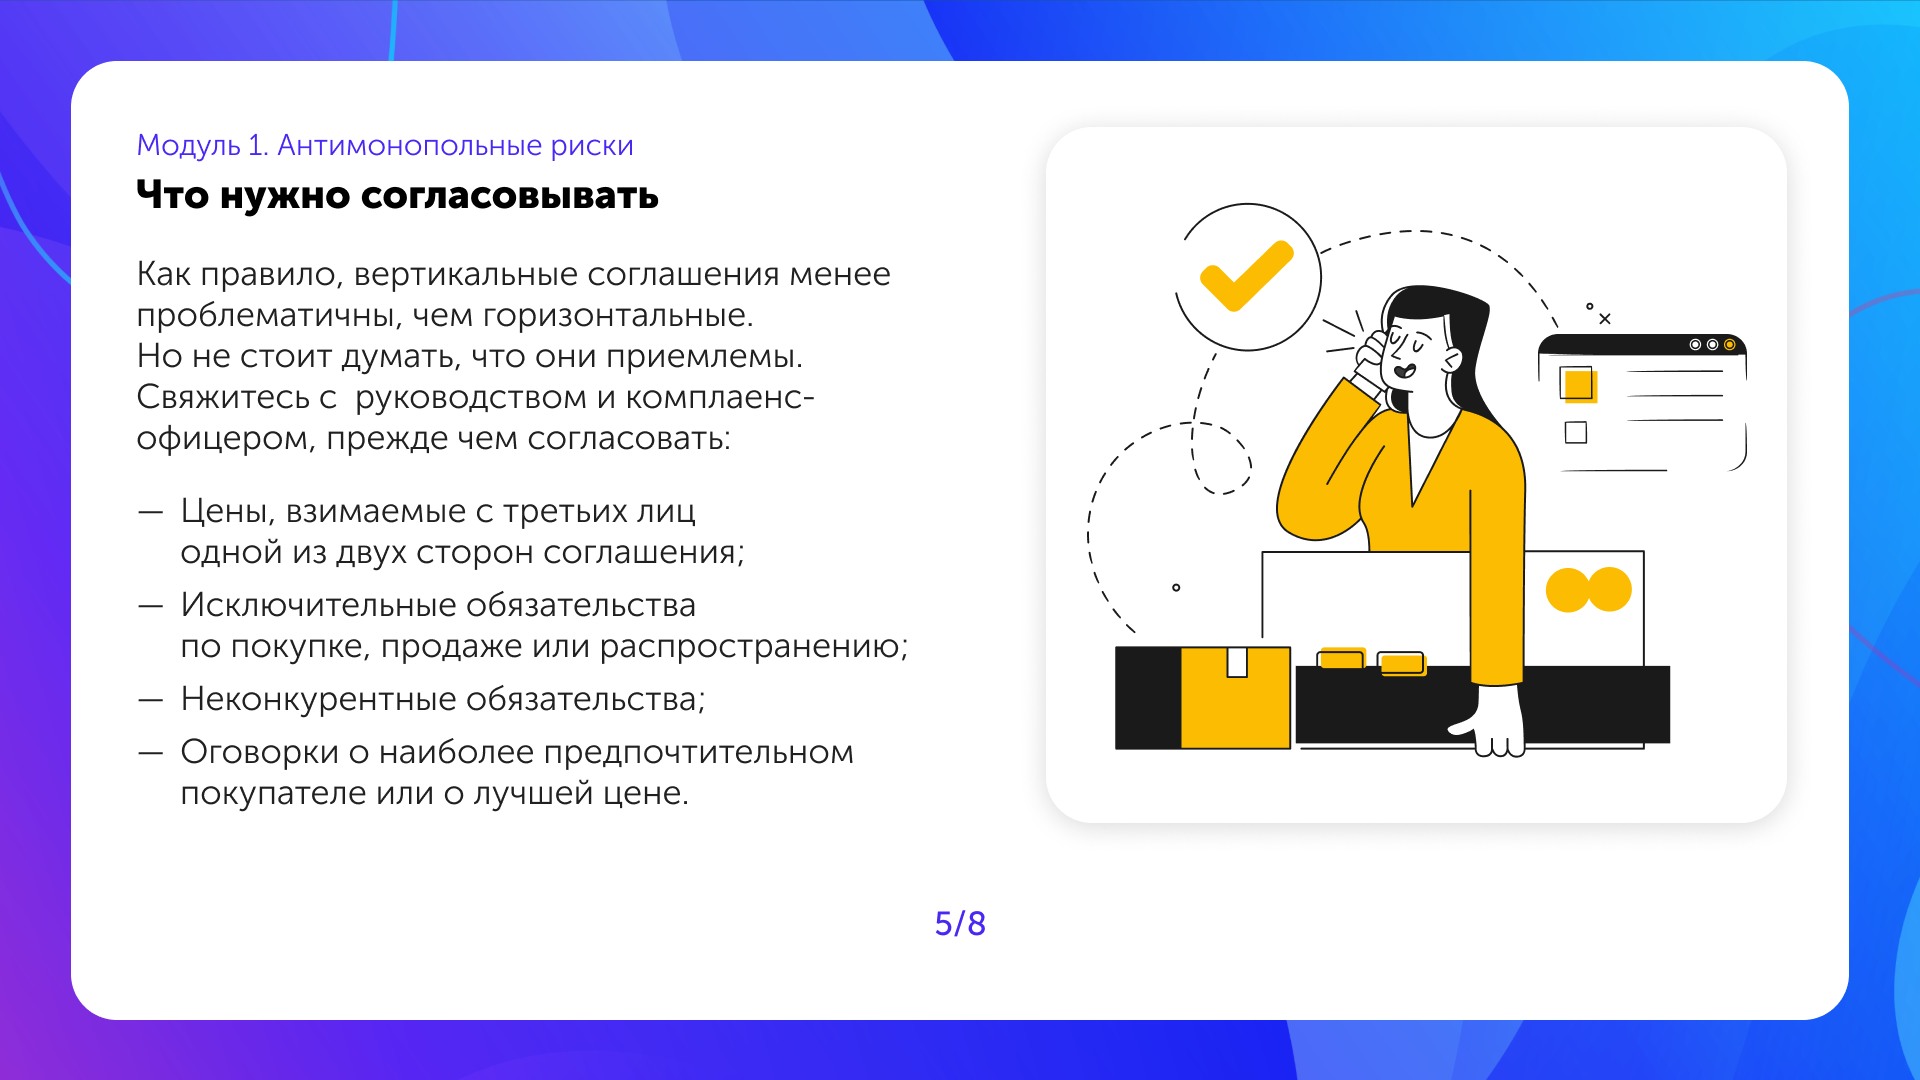 Модуль 1. Антимонопольные риски
Что нужно согласовывать
Как правило, вертикальные соглашения менее
проблематичны, чем горизонтальные.
Но не стоит думать, что они приемлемы.
Свяжитесь с  руководством и комплаенс-
офицером, прежде чем согласовать:
— Цены, взимаемые с третьих лиц
одной из двух сторон соглашения;
— Исключительные обязательства
по покупке, продаже или распространению;
— Неконкурентные обязательства;
— Оговорки о наиболее предпочтительном
покупателе или о лучшей цене.
5/8